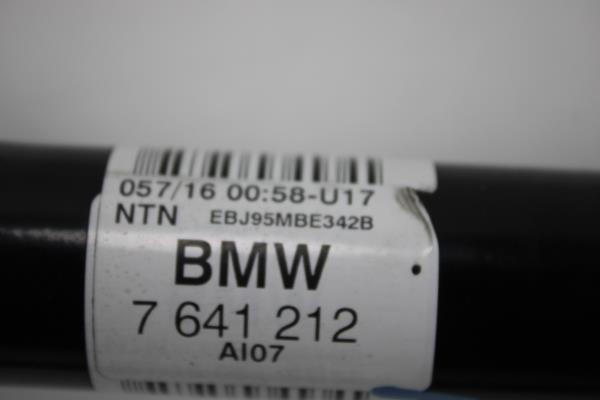 057/16 00:58-U17
NTN EBJ95MBE342B
BMW
7 641 212
AI07